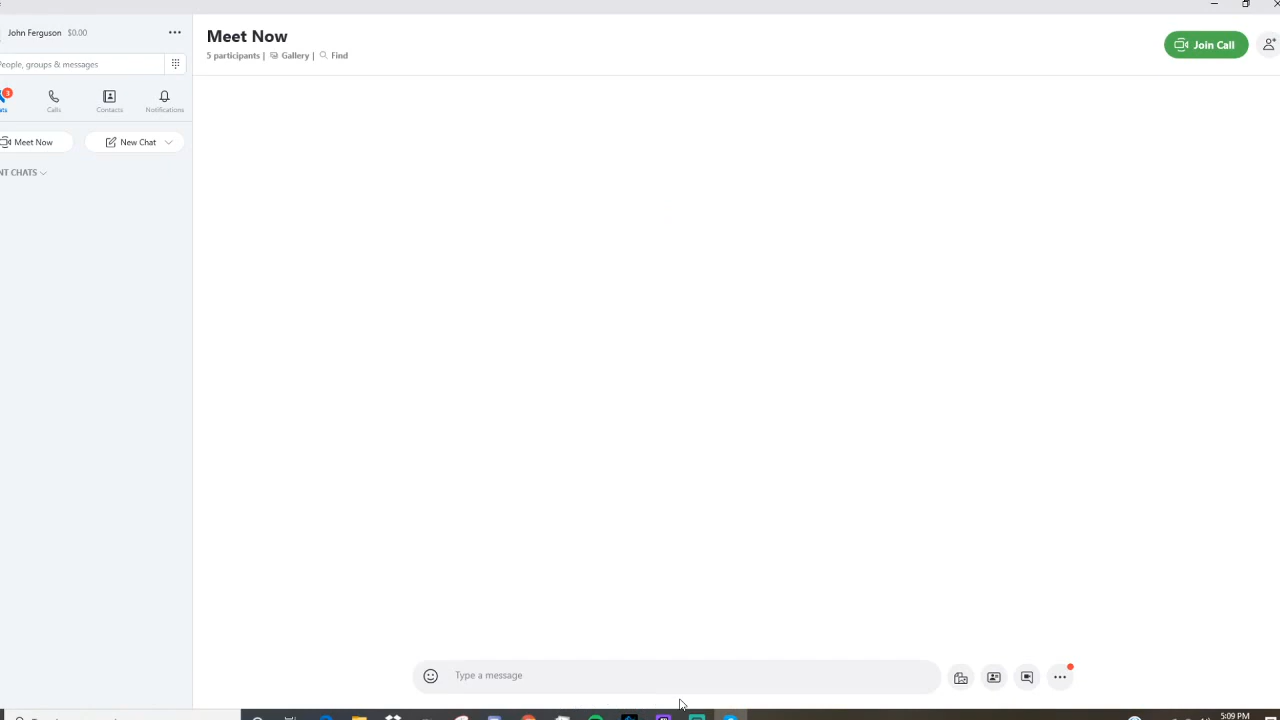 John Ferguson $0.00
People, groups & messages
3
Calls
Contacts
Notifications
Meet Now
New Chat
NT CHATS
Meet Now
5 participants | Gallery | Find
Join Call
Type a message
5:09 PM